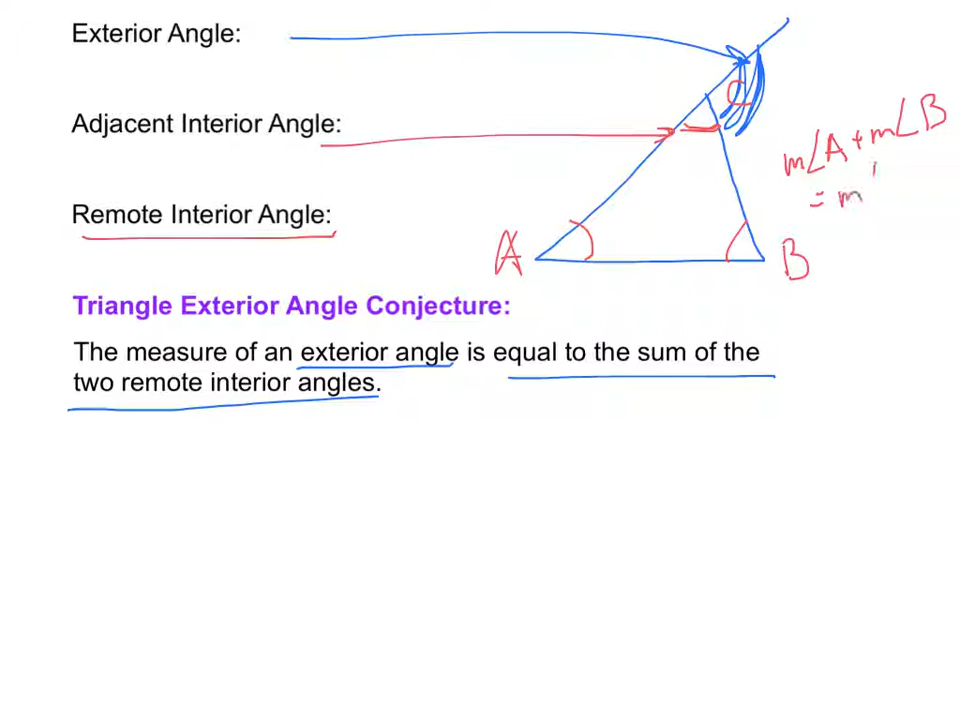 Exterior Angle:
Adjacent Interior Angle:
C
m∠A + m∠B
= m
Remote Interior Angle:
A
B
Triangle Exterior Angle Conjecture:
The measure of an exterior angle is equal to the sum of the
two remote interior angles.